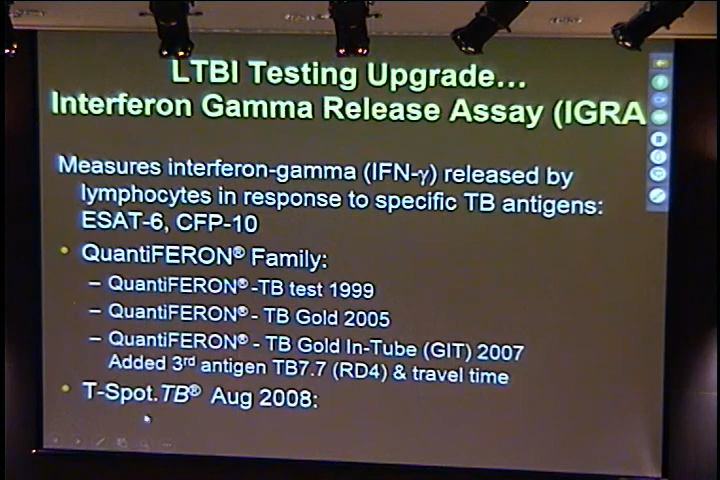 LTBI Testing Upgrade…
Interferon Gamma Release Assay (IGRA
Measures interferon-gamma (IFN-γ) released by
lymphocytes in response to specific TB antigens:
ESAT-6, CFP-10
• QuantiFERON® Family:
– QuantiFERON® -TB test 1999
– QuantiFERON® - TB Gold 2005
– QuantiFERON® - TB Gold In-Tube (GIT) 2007
Added 3rd antigen TB7.7 (RD4) & travel time
• T-Spot.TB® Aug 2008: